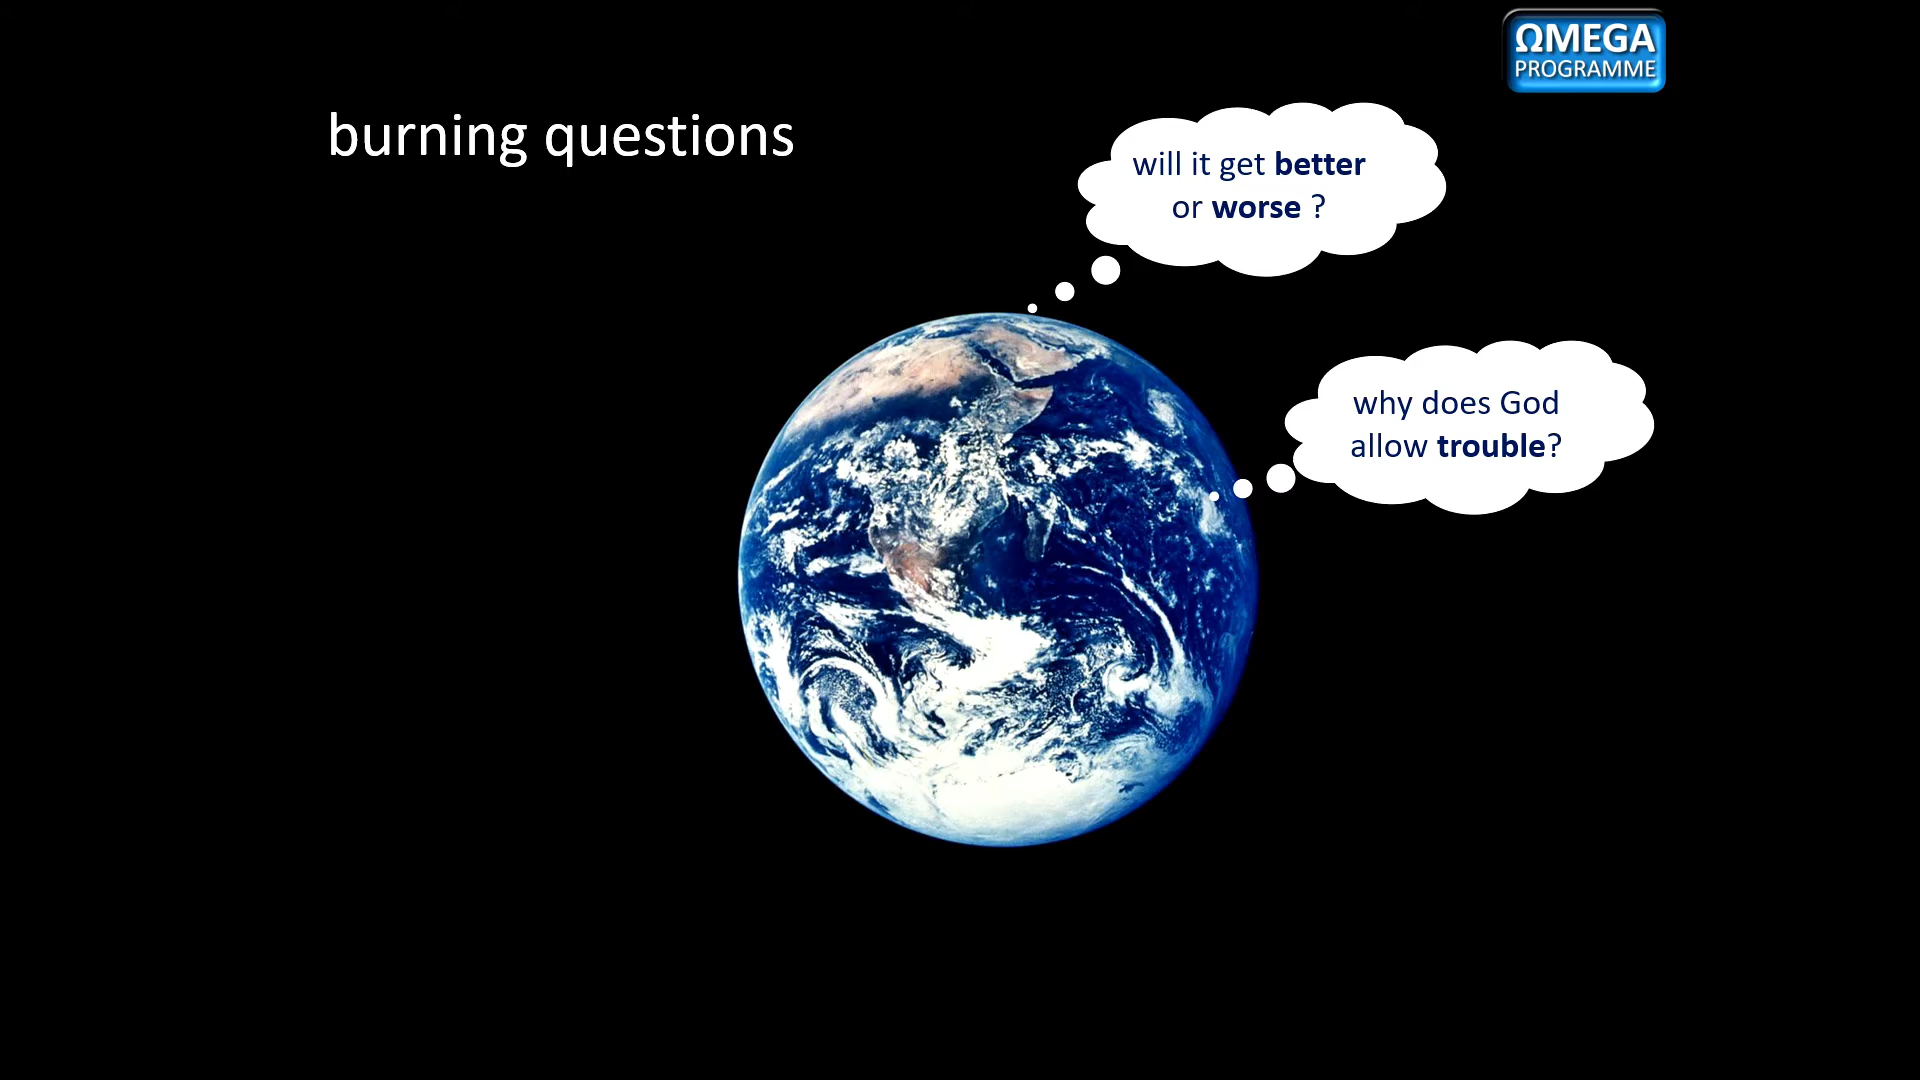 ΩMEGA
PROGRAMME
burning questions
will it get better
or worse ?
why does God
allow trouble?